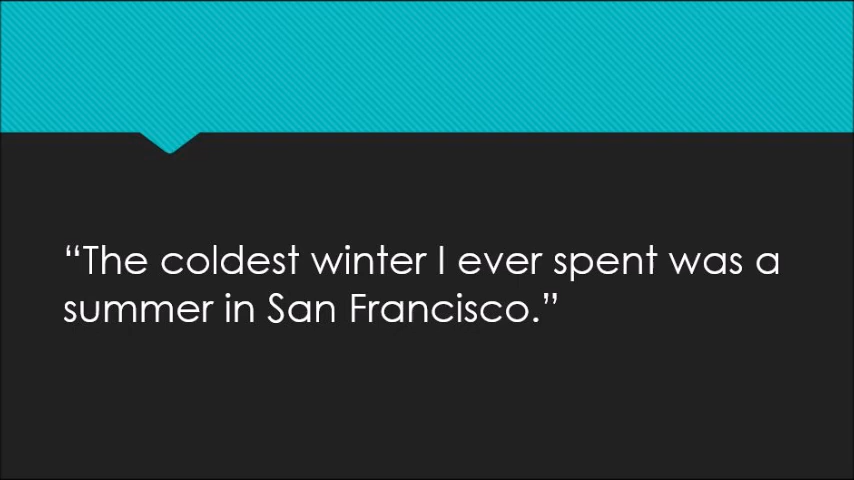 “The coldest winter I ever spent was a
summer in San Francisco.”